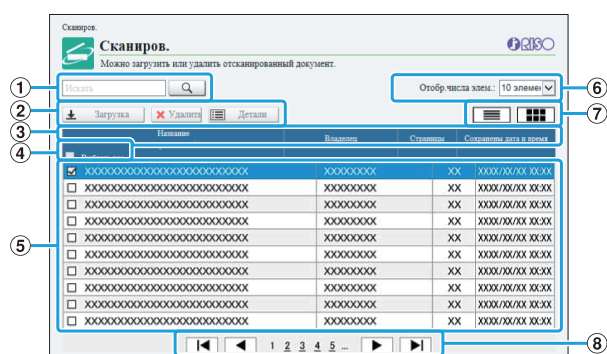 Сканиров.
Сканиров.
RISO
Можно загрузить или удалить отсканированный документ.
1
Искать
Отобр.числа элем.: 10 элемен
6
2
Загрузка
Удалить
Детали
7
3
Название Владелец Страницы Сохранены дата и время
4
XXXXXXXXXXXXXXXXXXXXXXXXXX XXXXXXXX XX XXXX/XX/XX XX:XX
XXXXXXXXXXXXXXXXXXXXXXXXXX XXXXXXXX XX XXXX/XX/XX XX:XX
XXXXXXXXXXXXXXXXXXXXXXXXXX XXXXXXXX XX XXXX/XX/XX XX:XX
XXXXXXXXXXXXXXXXXXXXXXXXXX XXXXXXXX XX XXXX/XX/XX XX:XX
XXXXXXXXXXXXXXXXXXXXXXXXXX XXXXXXXX XX XXXX/XX/XX XX:XX
5
XXXXXXXXXXXXXXXXXXXXXXXXXX XXXXXXXX XX XXXX/XX/XX XX:XX
XXXXXXXXXXXXXXXXXXXXXXXXXX XXXXXXXX XX XXXX/XX/XX XX:XX
XXXXXXXXXXXXXXXXXXXXXXXXXX XXXXXXXX XX XXXX/XX/XX XX:XX
XXXXXXXXXXXXXXXXXXXXXXXXXX XXXXXXXX XX XXXX/XX/XX XX:XX
XXXXXXXXXXXXXXXXXXXXXXXXXX XXXXXXXX XX XXXX/XX/XX XX:XX
1 2 3 4 5 ...
8